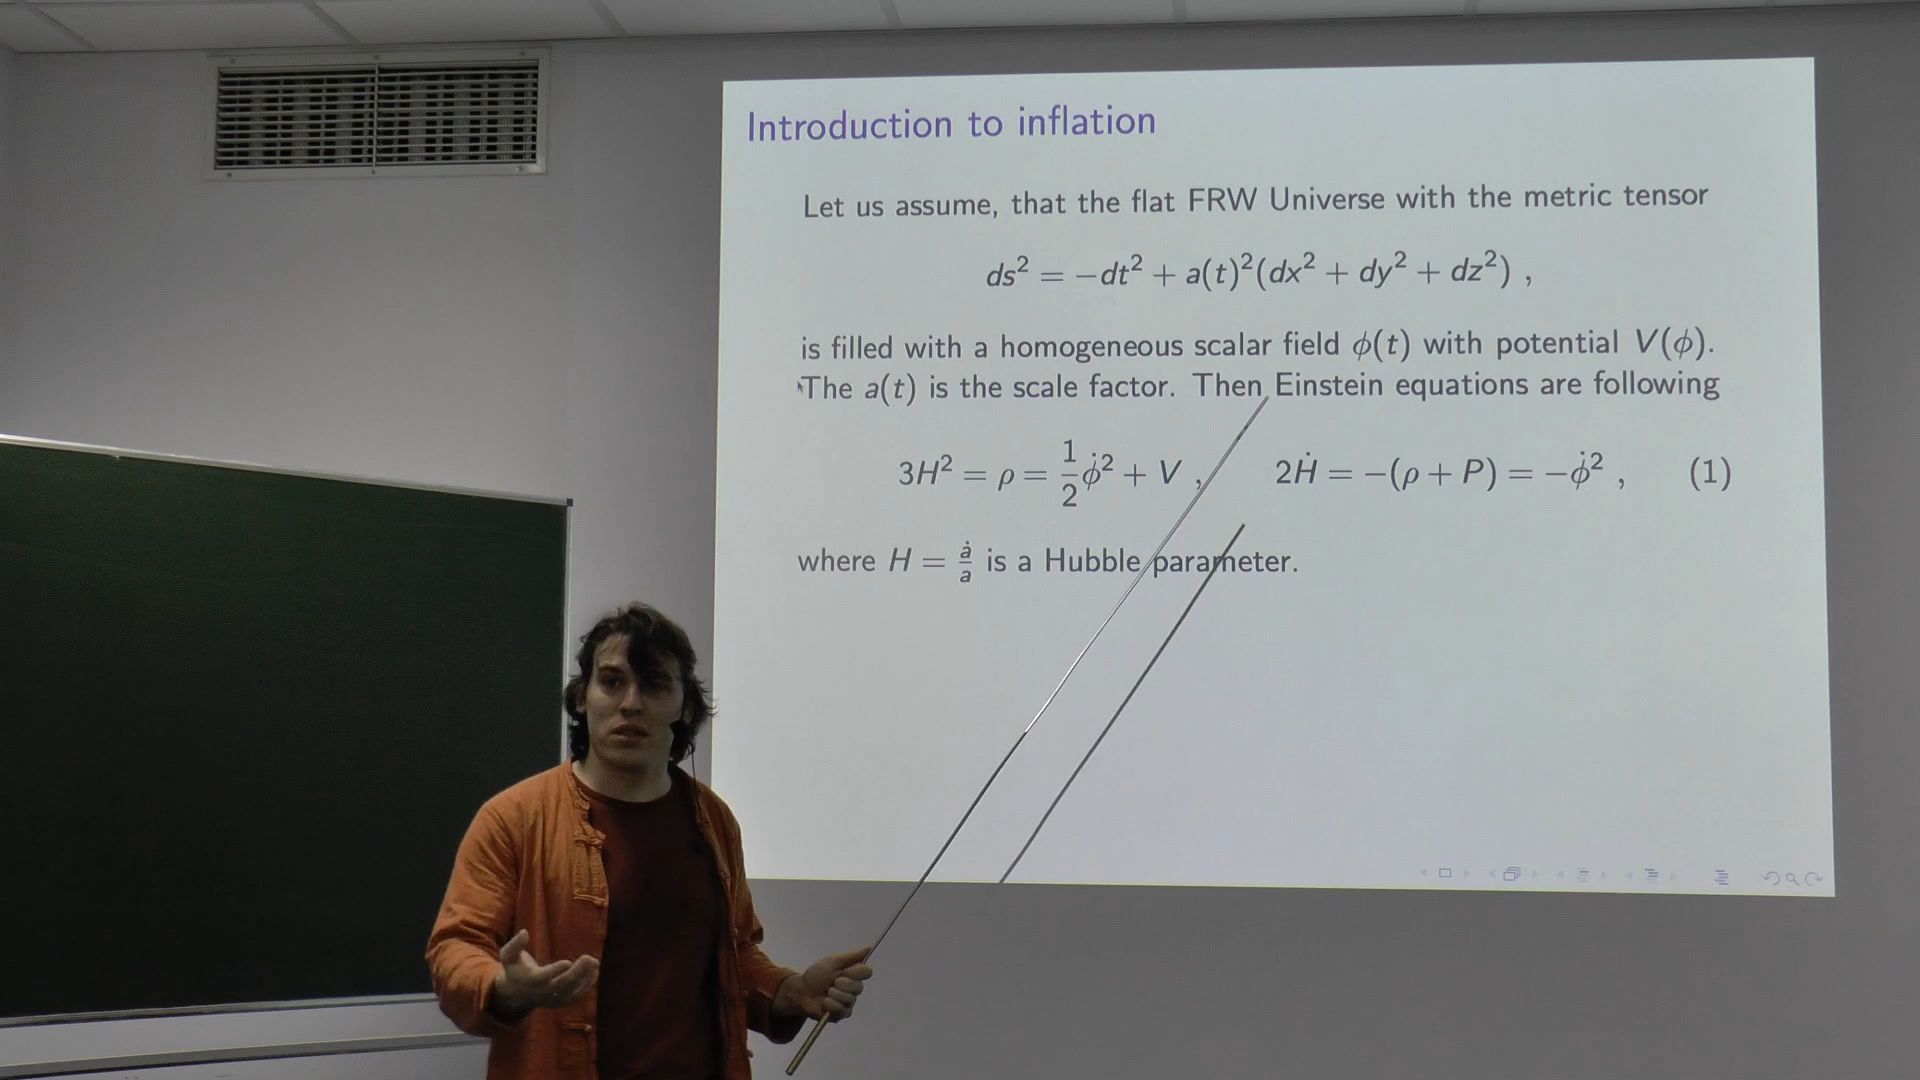 Introduction to inflation
Let us assume, that the flat FRW Universe with the metric tensor
ds² = −dt² + a(t)²(dx² + dy² + dz²) ,
is filled with a homogeneous scalar field ϕ(t) with potential V(ϕ).
The a(t) is the scale factor. Then Einstein equations are following
3H² = ρ = 1/2 ϕ̇² + V , 2Ḣ = −(ρ + P) = −ϕ̇² , (1)
where H = ȧ/a is a Hubble parameter.